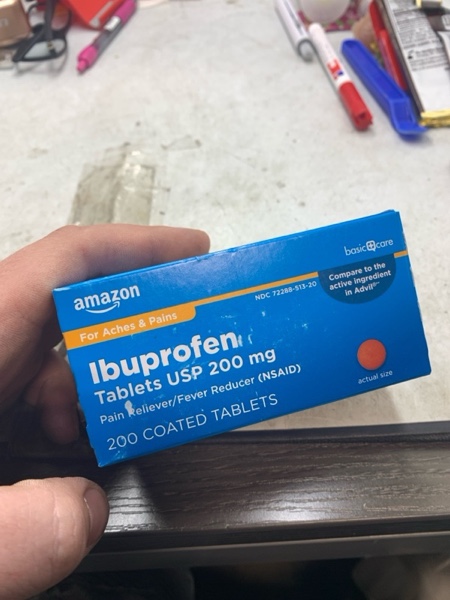 amazon
basic care
For Aches & Pains
NDC 72288-513-20
Compare to the
active ingredient
in Advil®*
Ibuprofen
Tablets USP 200 mg
Pain Reliever/Fever Reducer (NSAID)
200 COATED TABLETS
actual size